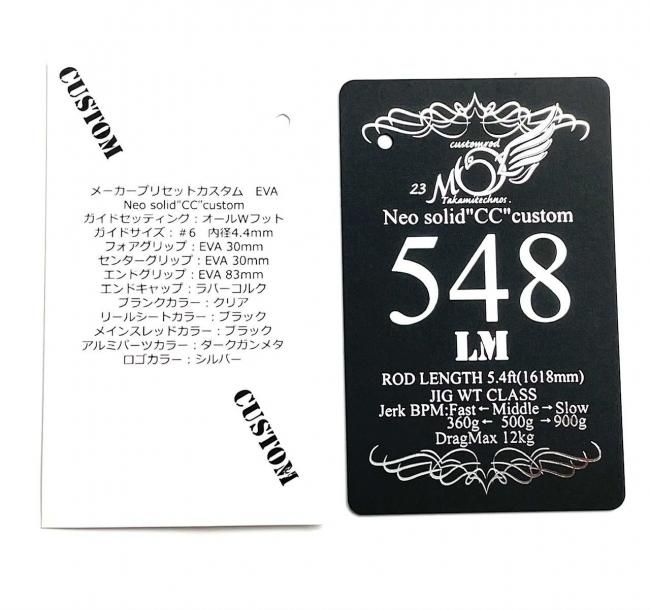 CUSTOM
メーカープリセットカスタム　EVA
Neo solid"CC"custom
ガイドセッティング：オールWフット
ガイドサイズ：＃6　内径4.4mm
フォアグリップ：EVA 30mm
センターグリップ：EVA 30mm
エントグリップ：EVA 83mm
エンドキャップ：ラバーコルク
ブランクカラー：クリア
リールシートカラー：ブラック
メインスレッドカラー：ブラック
アルミパーツカラー：ダークガンメタ
ロゴカラー：シルバー
CUSTOM
customrod
23 MO
Takamitechnos.
Neo solid"CC"custom
548
LM
ROD LENGTH 5.4ft(1618mm)
JIG WT CLASS
Jerk BPM:Fast←Middle→Slow
360g← 500g →900g
DragMax 12kg